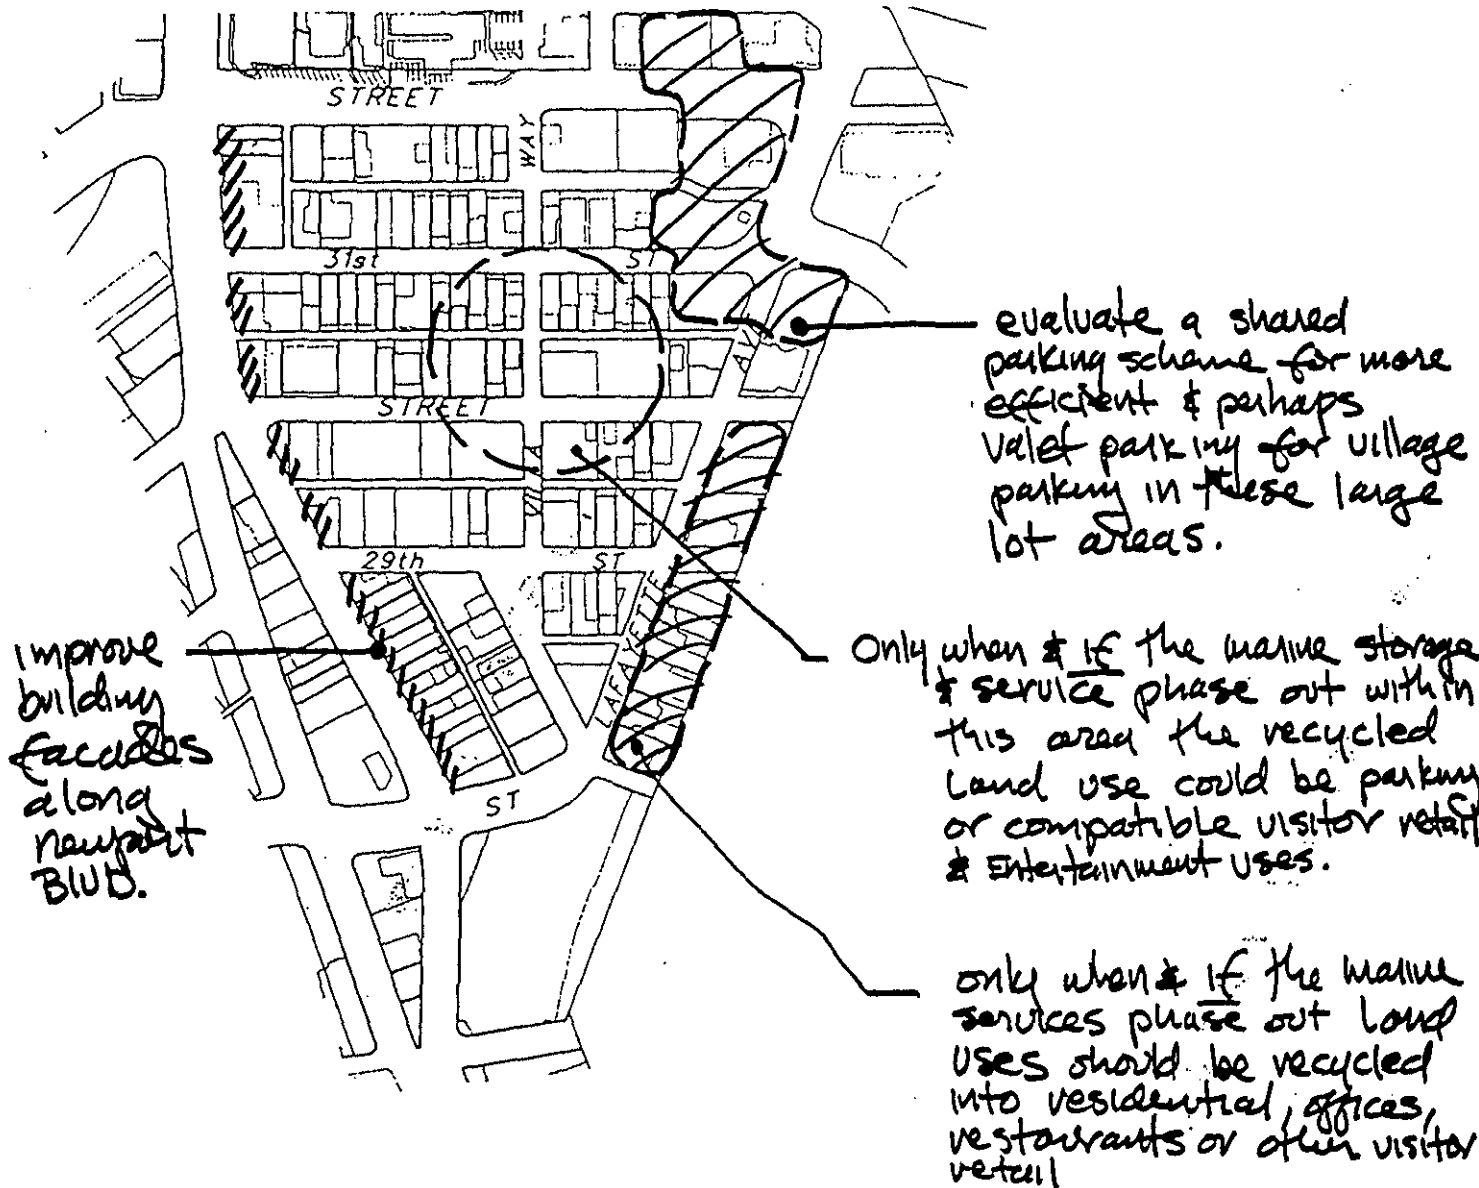 STREET
WAY
31st ST
AV
STREET
29th ST
LAFAYETTE
ST
evaluate a shared
parking scheme for more
efficient & perhaps
valet parking for village
parking in these large
lot areas.
Only when & if the marine storage
& service phase out within
this area the recycled
Land use could be parking
or compatible visitor retail
& Entertainment uses.
improve
building
facades
along
newport
BLVD.
only when & if the marine
services phase out land
uses should be recycled
into residential, offices,
restaurants or other visitor
retail